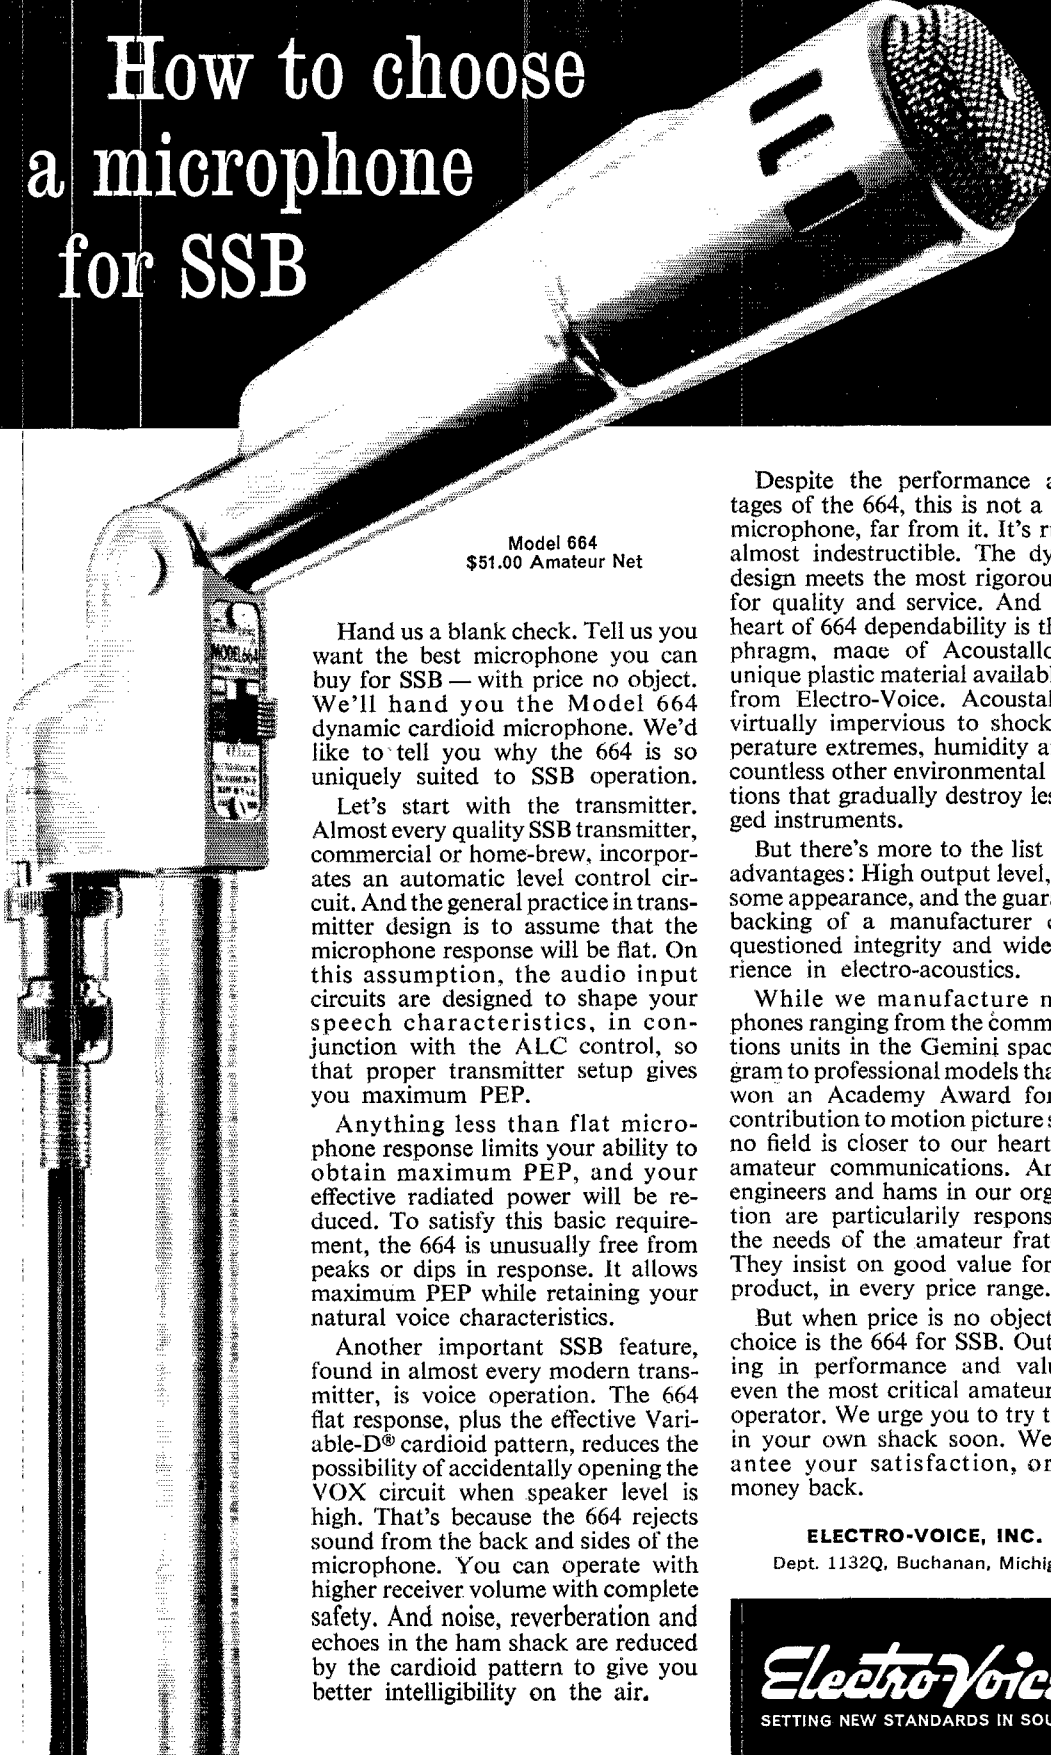 How to choose
a microphone
for SSB
MODEL 664
Model 664
$51.00 Amateur Net
Hand us a blank check. Tell us you
want the best microphone you can
buy for SSB — with price no object.
We'll hand you the Model 664
dynamic cardioid microphone. We'd
like to tell you why the 664 is so
uniquely suited to SSB operation.
Let's start with the transmitter.
Almost every quality SSB transmitter,
commercial or home-brew, incorpor-
ates an automatic level control cir-
cuit. And the general practice in trans-
mitter design is to assume that the
microphone response will be flat. On
this assumption, the audio input
circuits are designed to shape your
speech characteristics, in con-
junction with the ALC control, so
that proper transmitter setup gives
you maximum PEP.
Anything less than flat micro-
phone response limits your ability to
obtain maximum PEP, and your
effective radiated power will be re-
duced. To satisfy this basic require-
ment, the 664 is unusually free from
peaks or dips in response. It allows
maximum PEP while retaining your
natural voice characteristics.
Another important SSB feature,
found in almost every modern trans-
mitter, is voice operation. The 664
flat response, plus the effective Vari-
able-D® cardioid pattern, reduces the
possibility of accidentally opening the
VOX circuit when speaker level is
high. That's because the 664 rejects
sound from the back and sides of the
microphone. You can operate with
higher receiver volume with complete
safety. And noise, reverberation and
echoes in the ham shack are reduced
by the cardioid pattern to give you
better intelligibility on the air.
Despite the performance a
tages of the 664, this is not a
microphone, far from it. It's r
almost indestructible. The dy
design meets the most rigorou
for quality and service. And
heart of 664 dependability is th
phragm, made of Acoustallo
unique plastic material availabl
from Electro-Voice. Acoustal
virtually impervious to shock
perature extremes, humidity a
countless other environmental
tions that gradually destroy les
ged instruments.
But there's more to the list
advantages: High output level,
some appearance, and the guar
backing of a manufacturer
questioned integrity and wide
rience in electro-acoustics.
While we manufacture m
phones ranging from the comm
tions units in the Gemini spac
gram to professional models tha
won an Academy Award for
contribution to motion picture s
no field is closer to our heart
amateur communications. An
engineers and hams in our org
tion are particularily respons
the needs of the amateur frat
They insist on good value for
product, in every price range.
But when price is no object
choice is the 664 for SSB. Out
ing in performance and valu
even the most critical amateur
operator. We urge you to try t
in your own shack soon. We
antee your satisfaction, or
money back.
ELECTRO-VOICE, INC.
Dept. 1132Q, Buchanan, Michig
Electro-Voice
SETTING NEW STANDARDS IN SOU